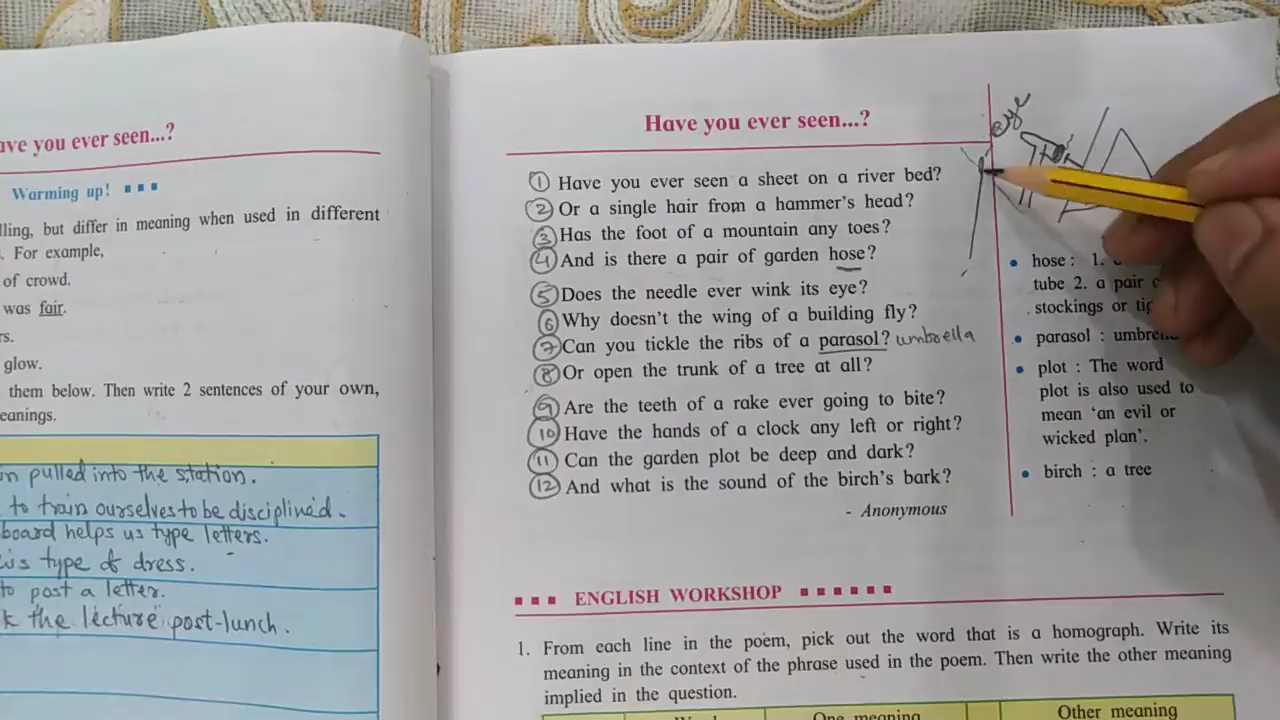 ave you ever seen...?
Warming up!
lling, but differ in meaning when used in different
. For example,
of crowd.
was fair.
rs.
glow.
them below. Then write 2 sentences of your own,
eanings.
in pulled into the station.
to train ourselves to be disciplined.
board helps us type letters.
type of dress.
to post a letter.
k the lecture post-lunch.
Have you ever seen...?
① Have you ever seen a sheet on a river bed?
② Or a single hair from a hammer's head?
③ Has the foot of a mountain any toes?
④ And is there a pair of garden hose?
⑤ Does the needle ever wink its eye?
⑥ Why doesn't the wing of a building fly?
⑦ Can you tickle the ribs of a parasol? umbrella
⑧ Or open the trunk of a tree at all?
⑨ Are the teeth of a rake ever going to bite?
⑩ Have the hands of a clock any left or right?
⑪ Can the garden plot be deep and dark?
⑫ And what is the sound of the birch's bark?
- Anonymous
eye
• hose : 1.
tube 2. a pair
stockings or
• parasol :
• plot : The word
plot is also used to
mean 'an evil or
wicked plan'.
• birch : a tree
ENGLISH WORKSHOP
1. From each line in the poem, pick out the word that is a homograph. Write its
meaning in the context of the phrase used in the poem. Then write the other meaning
implied in the question.
One meaning
Other meaning